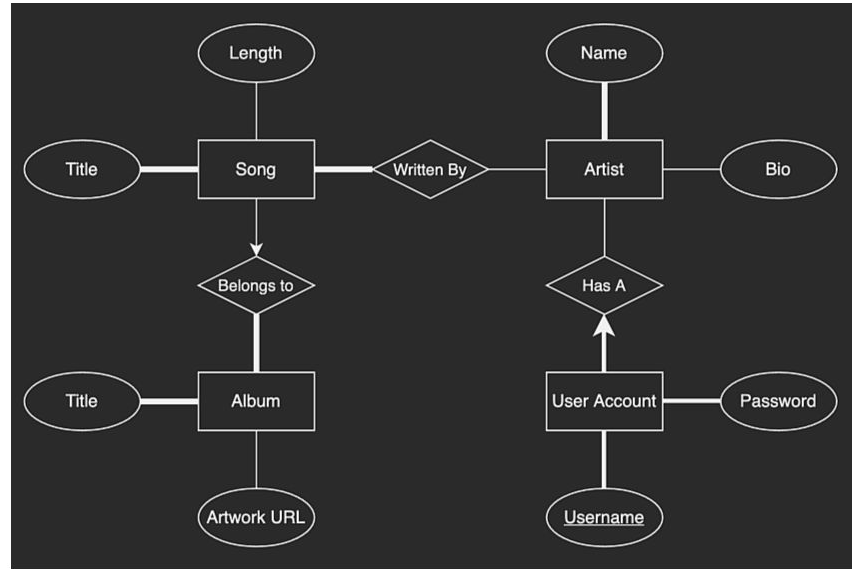 Length
Name
Title
Song
Written By
Artist
Bio
Belongs to
Has A
Title
Album
User Account
Password
Artwork URL
Username